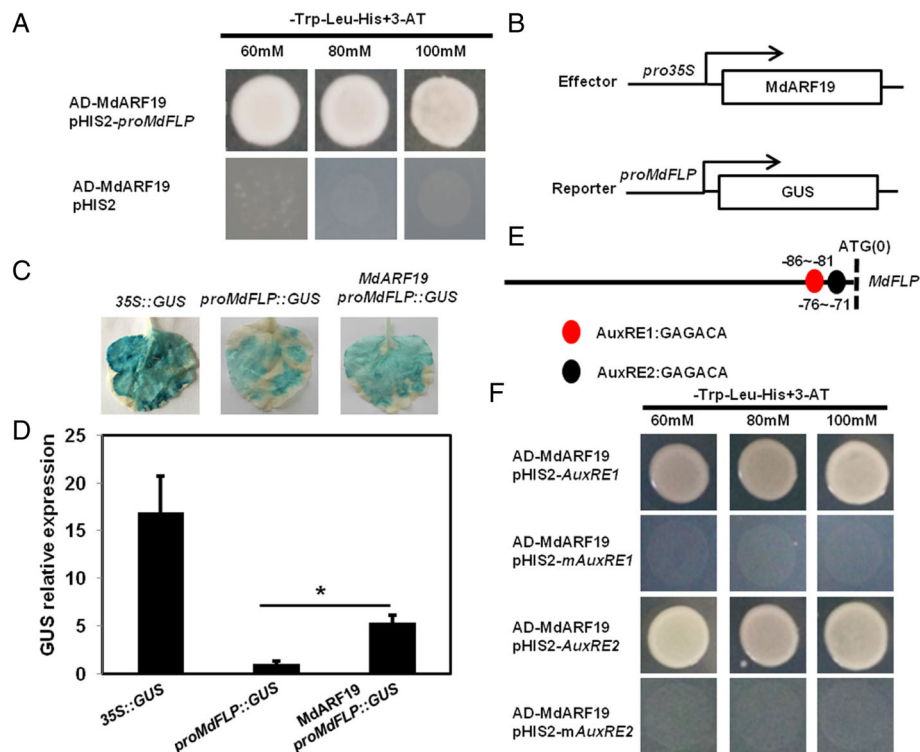 A
-Trp-Leu-His+3-AT
60mM 80mM 100mM
AD-MdARF19
pHIS2-proMdFLP
AD-MdARF19
pHIS2
B
Effector pro35S MdARF19
Reporter proMdFLP GUS
C
35S::GUS proMdFLP::GUS MdARF19
proMdFLP::GUS
D
GUS relative expression
25
20
15
10
5
0
*
35S::GUS
proMdFLP::GUS
MdARF19
proMdFLP::GUS
E
ATG(0)
-86~-81
MdFLP
-76~-71
AuxRE1:GAGACA
AuxRE2:GAGACA
F
-Trp-Leu-His+3-AT
60mM 80mM 100mM
AD-MdARF19
pHIS2-AuxRE1
AD-MdARF19
pHIS2-mAuxRE1
AD-MdARF19
pHIS2-AuxRE2
AD-MdARF19
pHIS2-mAuxRE2